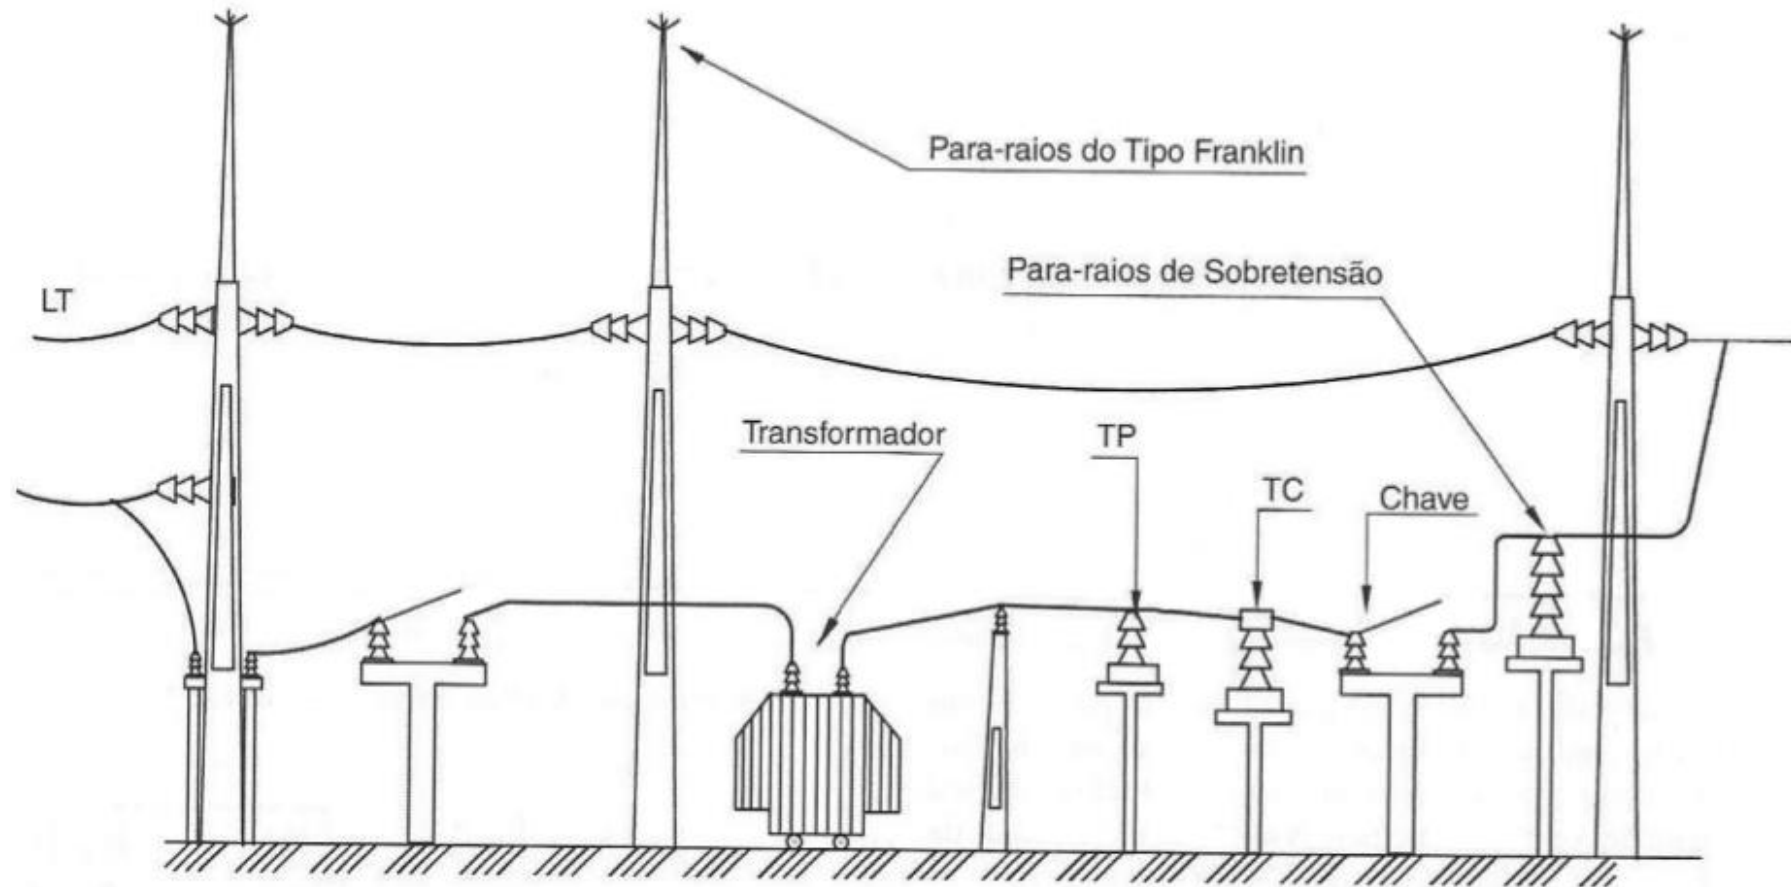 Para-raios do Tipo Franklin
Para-raios de Sobretensão
LT
Transformador
TP
TC
Chave